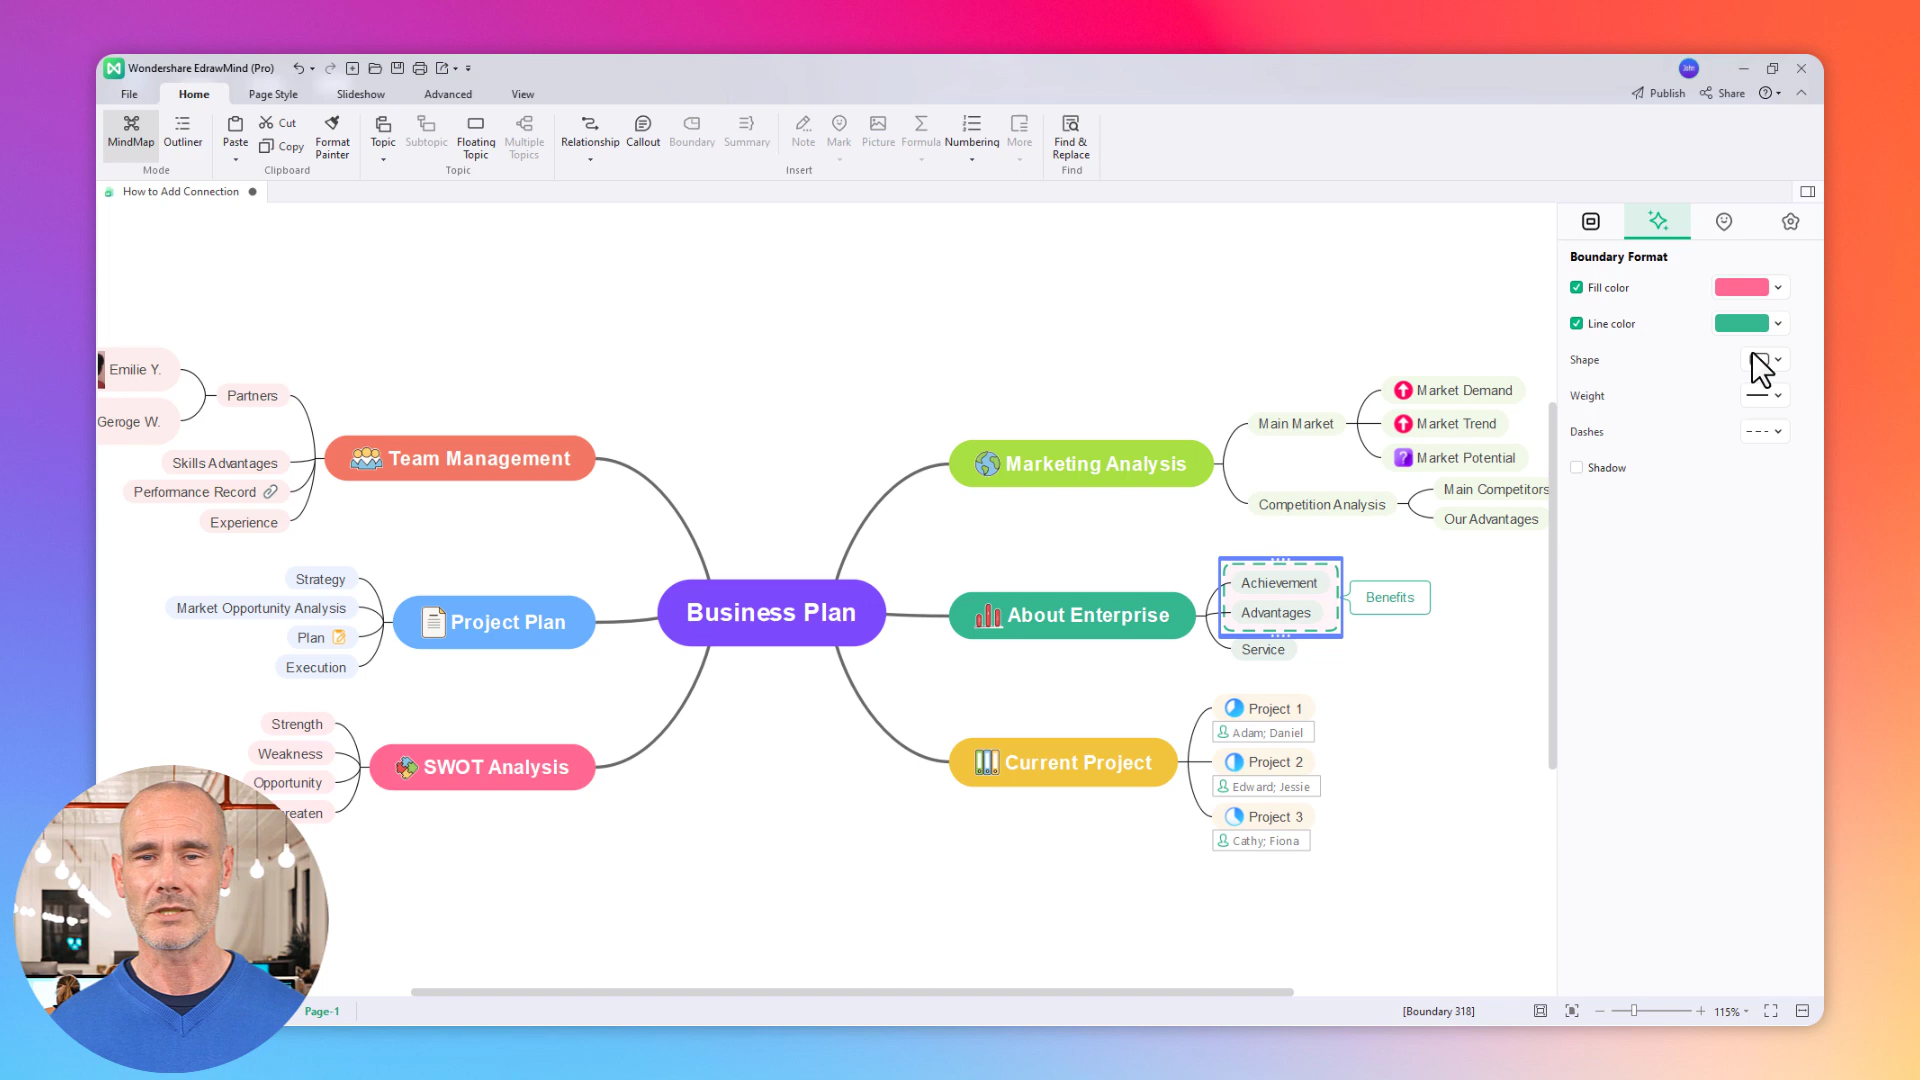 Wondershare EdrawMind (Pro)
John
File
Home
Page Style
Slideshow
Advanced
View
Publish
Share
MindMap
Outliner
Mode
Paste
Cut
Copy
Format Painter
Clipboard
Topic
Subtopic
Floating Topic
Multiple Topics
Topic
Relationship
Callout
Boundary
Summary
Note
Mark
Picture
Formula
Numbering
More
Insert
Find & Replace
Find
How to Add Connection
Boundary Format
Fill color
Line color
Shape
Weight
Dashes
Shadow
Emilie Y.
Geroge W.
Partners
Skills Advantages
Performance Record
Experience
Team Management
Strategy
Market Opportunity Analysis
Plan
Execution
Project Plan
Strength
Weakness
Opportunity
reaten
SWOT Analysis
Business Plan
Marketing Analysis
Main Market
Market Demand
Market Trend
? Market Potential
Competition Analysis
Main Competitors
Our Advantages
About Enterprise
Achievement
Advantages
Service
Benefits
Current Project
Project 1
Adam; Daniel
Project 2
Edward; Jessie
Project 3
Cathy; Fiona
Page-1
[Boundary 318]
115%